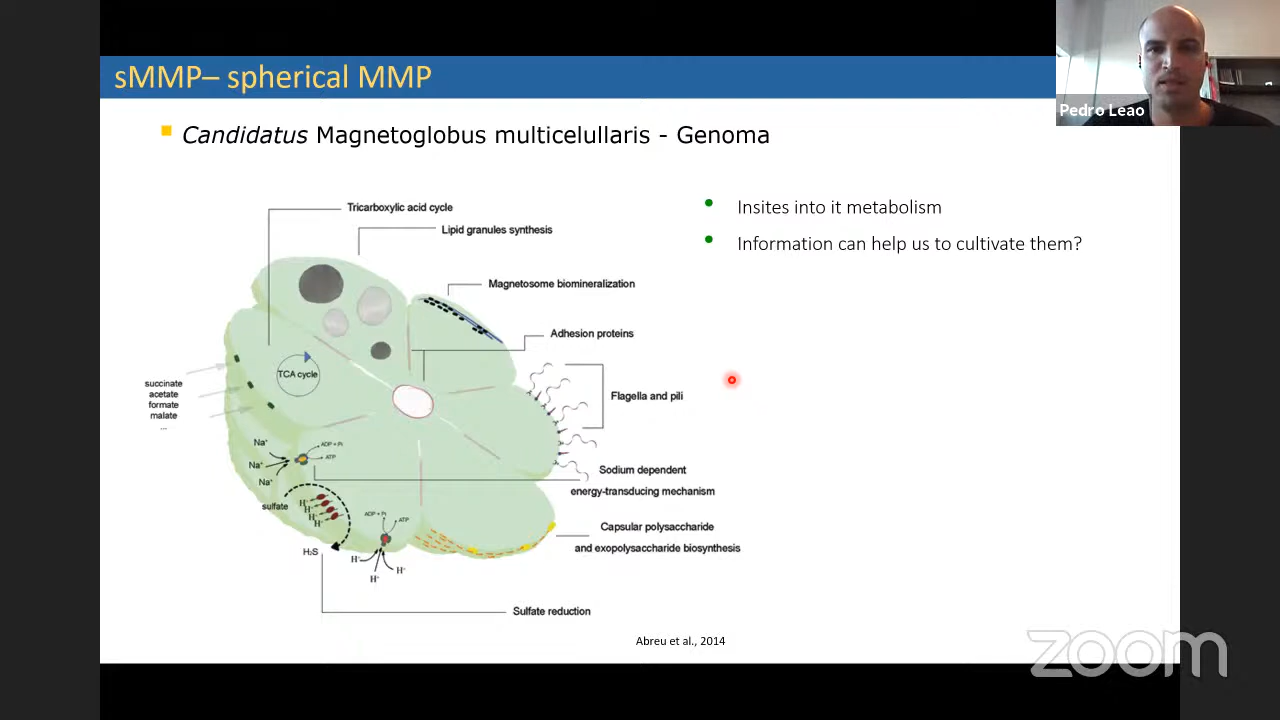 sMMP– spherical MMP
Pedro Leao
Candidatus Magnetoglobus multicelullaris - Genoma
Insites into it metabolism
Information can help us to cultivate them?
Tricarboxylic acid cycle
Lipid granules synthesis
Magnetosome biomineralization
Adhesion proteins
TCA cycle
succinate
acetate
formate
malate
...
Flagella and pili
Na⁺
Na⁺
Na⁺
ADP + Pi
ATP
Sodium dependent
energy-transducing mechanism
sulfate
H⁺
H⁺
H⁺
H⁺
ADP + Pi
ATP
Capsular polysaccharide
and exopolysaccharide biosynthesis
H₂S
H⁺
H⁺
H⁺
Sulfate reduction
Abreu et al., 2014
zoom